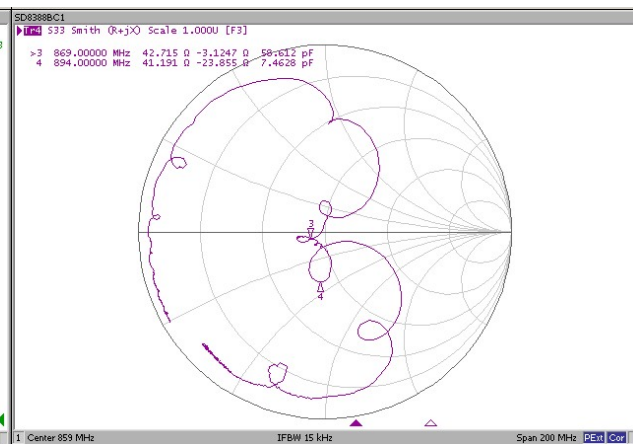 SD8388BC1
Tr4 S33 Smith (R+jX) Scale 1.000U [F3]
>3 869.00000 MHz 42.715 Ω -3.1247 Ω 58.612 pF
4 894.00000 MHz 41.191 Ω -23.855 Ω 7.4628 pF
3
4
1 Center 859 MHz IFBW 15 kHz Span 200 MHz PExt Cor